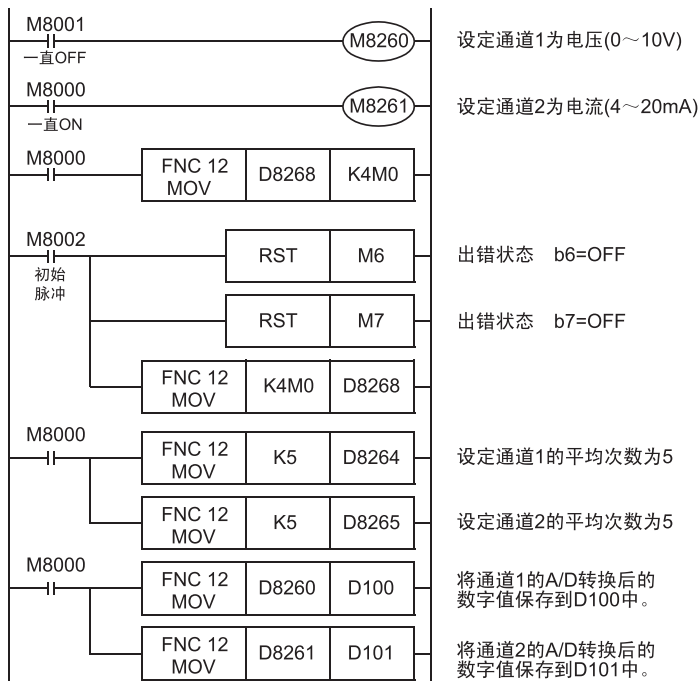 M8001
一直OFF
M8260
设定通道1为电压(0～10V)
M8000
一直ON
M8261
设定通道2为电流(4～20mA)
M8000
FNC 12
MOV
D8268
K4M0
M8002
初始
脉冲
RST
M6
出错状态 b6=OFF
RST
M7
出错状态 b7=OFF
FNC 12
MOV
K4M0
D8268
M8000
FNC 12
MOV
K5
D8264
设定通道1的平均次数为5
FNC 12
MOV
K5
D8265
设定通道2的平均次数为5
M8000
FNC 12
MOV
D8260
D100
将通道1的A/D转换后的
数字值保存到D100中。
FNC 12
MOV
D8261
D101
将通道2的A/D转换后的
数字值保存到D101中。